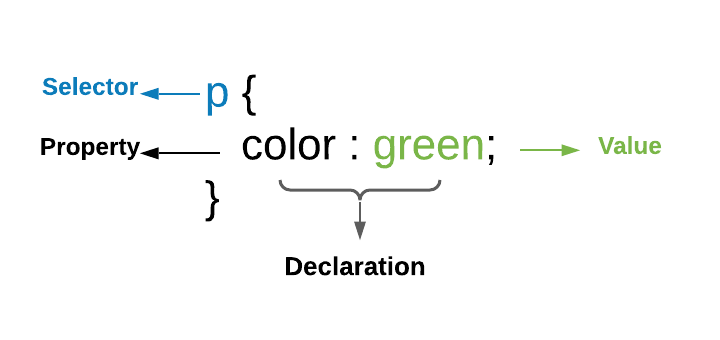 Selector p {
Property color : green; Value
}
Declaration